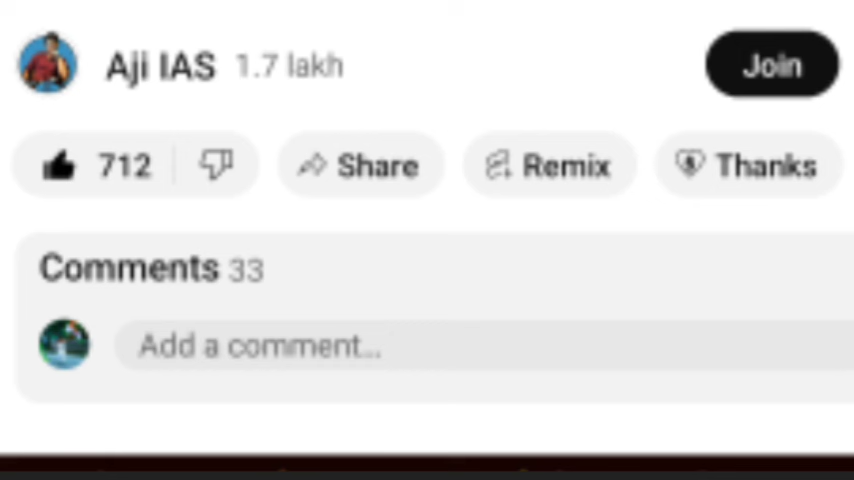 Aji IAS 1.7 lakh Join
712 Share Remix Thanks
Comments 33
Add a comment...